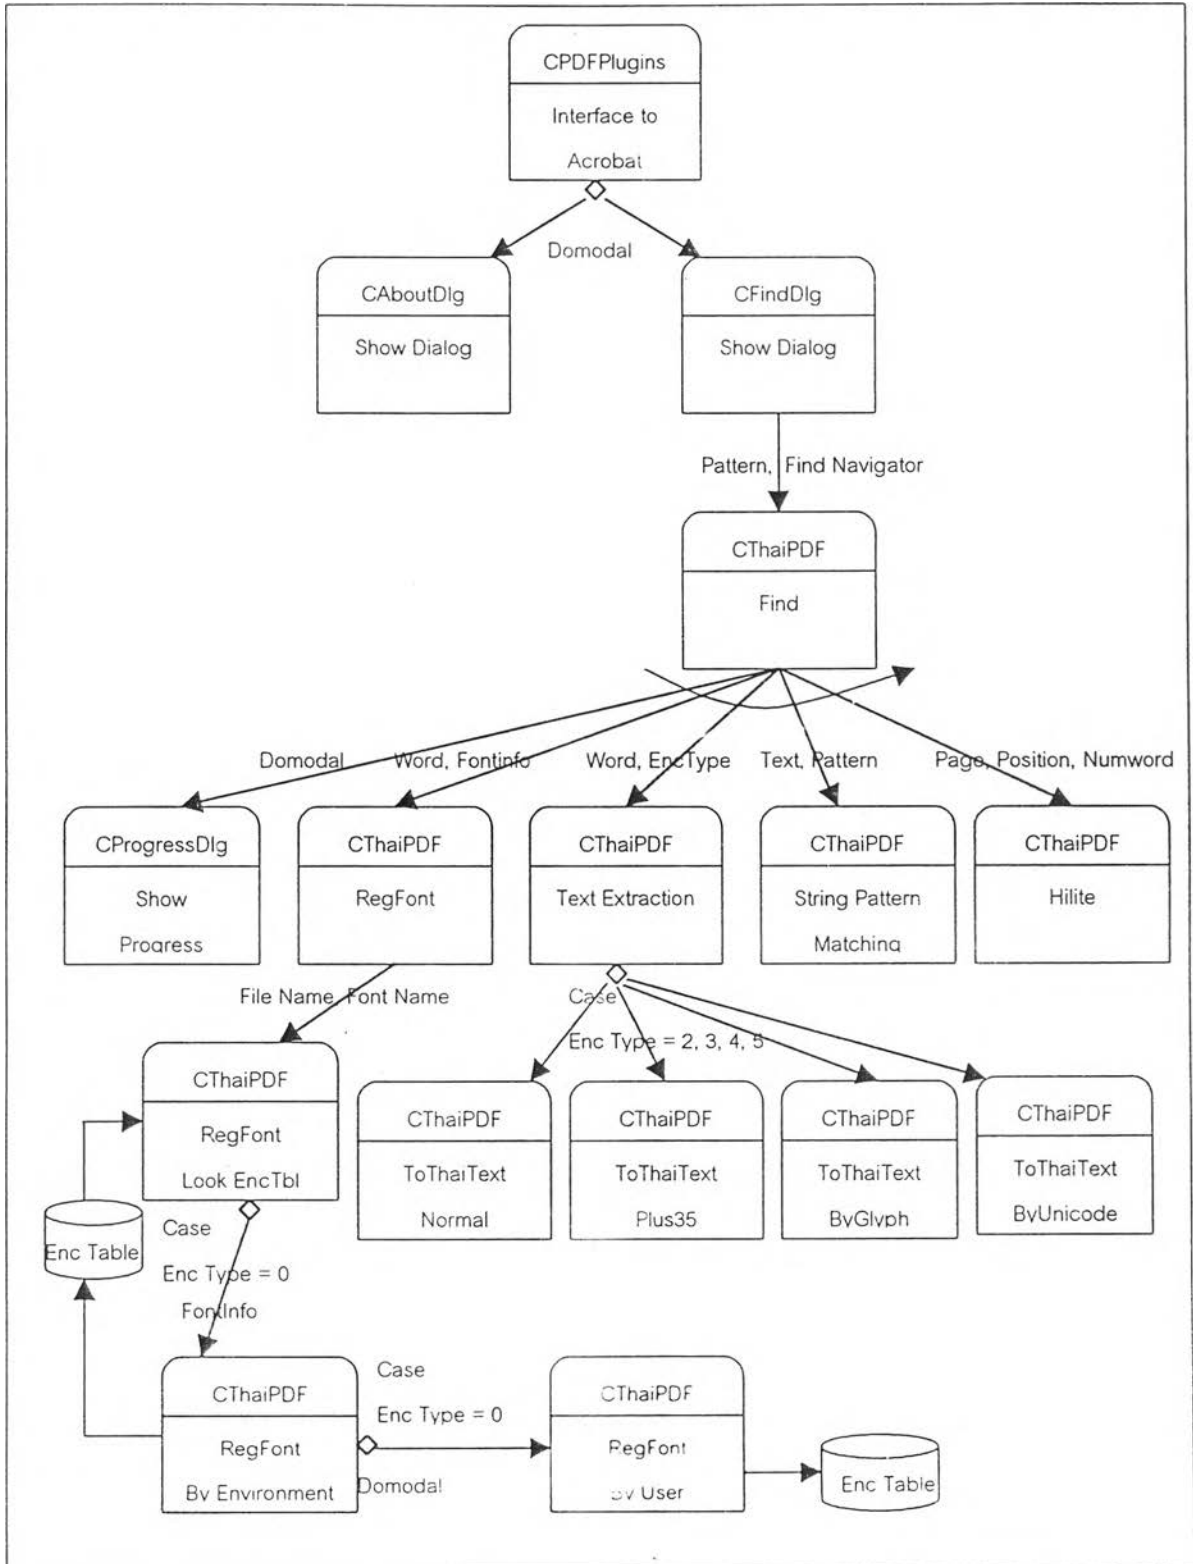 CPDFPlugins
Interface to
Acrobat
Domodal
CAboutDlg
Show Dialog
CFindDlg
Show Dialog
Pattern, Find Navigator
CThaiPDF
Find
Domodal
Word, Fontinfo
Word, EncType
Text, Pattern
Page, Position, Numword
CProgressDlg
Show
Progress
CThaiPDF
RegFont
CThaiPDF
Text Extraction
CThaiPDF
String Pattern
Matching
CThaiPDF
Hilite
File Name, Font Name
Case
Enc Type = 2, 3, 4, 5
CThaiPDF
RegFont
Look EncTbl
CThaiPDF
ToThaiText
Normal
CThaiPDF
ToThaiText
Plus35
CThaiPDF
ToThaiText
ByGlyph
CThaiPDF
ToThaiText
ByUnicode
Enc Table
Case
Enc Type = 0
FontInfo
CThaiPDF
RegFont
By Environment
Case
Enc Type = 0
Domodal
CThaiPDF
RegFont
By User
Enc Table